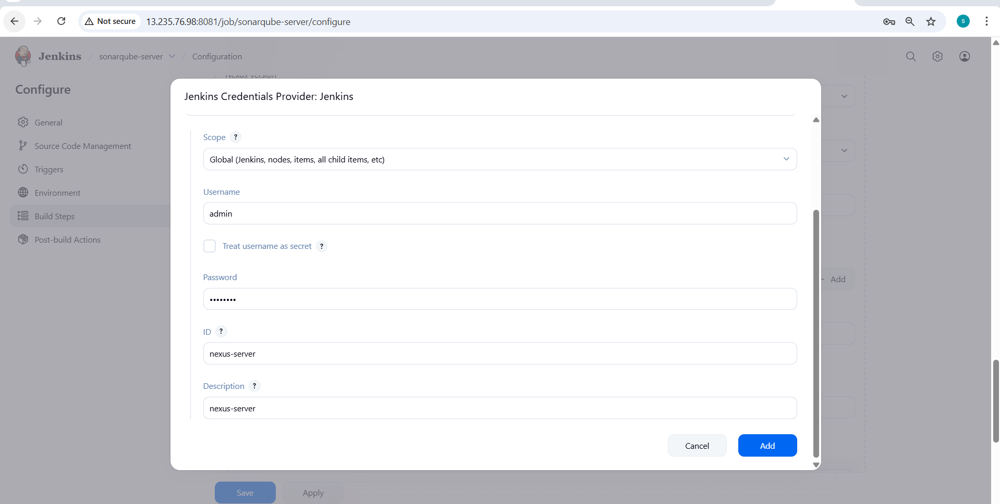 Not secure 13.235.76.98:8081/job/sonarqube-server/configure
S
Jenkins / sonarqube-server / Configuration
Configure
Nexus Version
General
Source Code Management
Triggers
Environment
Build Steps
Post-build Actions
Jenkins Credentials Provider: Jenkins
Scope ?
Global (Jenkins, nodes, items, all child items, etc)
Username
admin
Treat username as secret ?
Password
••••••••
Add
ID ?
nexus-server
Description ?
nexus-server
Cancel Add
Save Apply